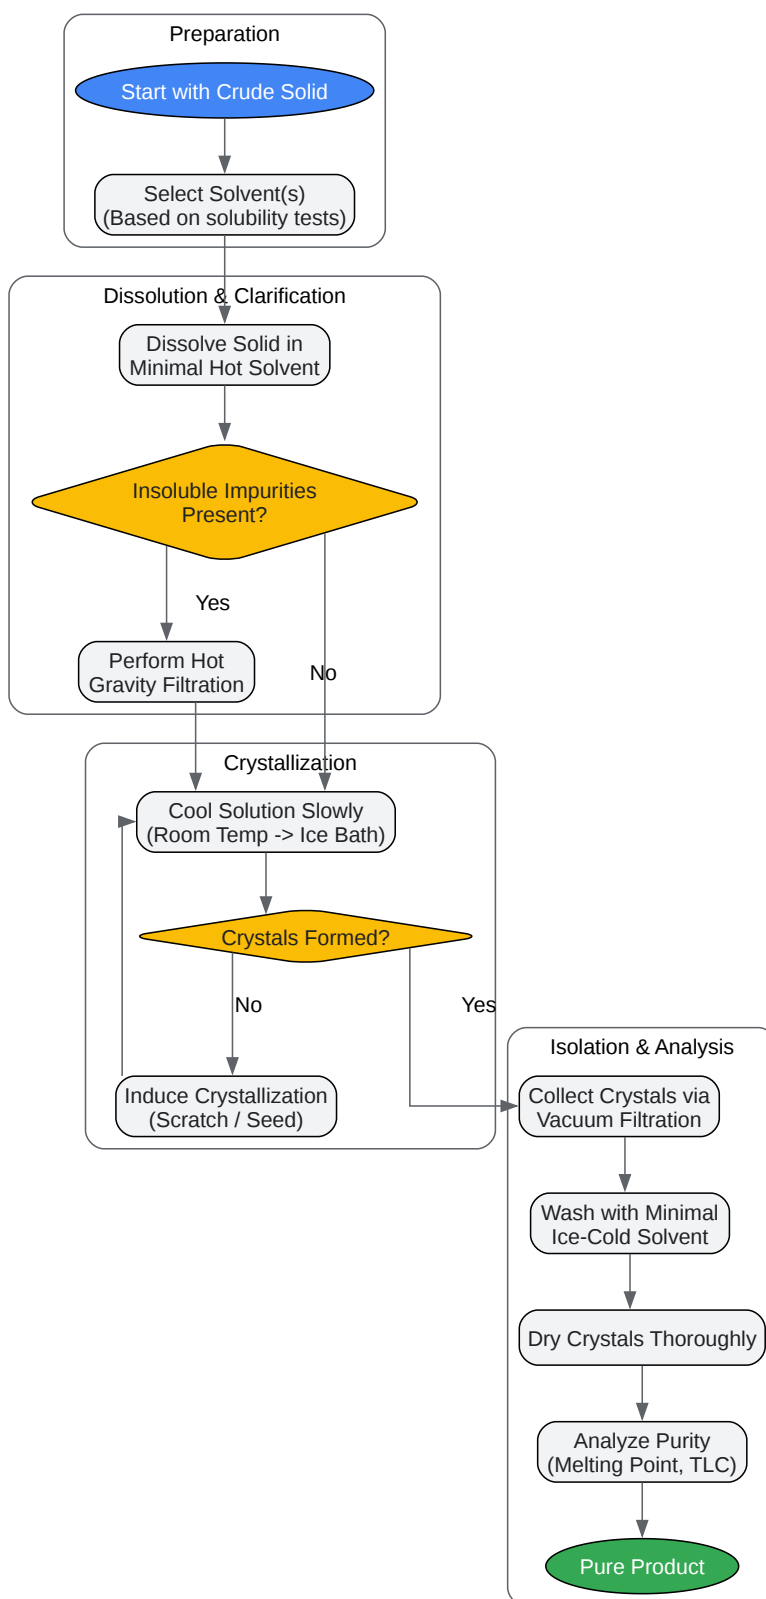 Preparation
Start with Crude Solid
Select Solvent(s)
(Based on solubility tests)
Dissolution & Clarification
Dissolve Solid in
Minimal Hot Solvent
Insoluble Impurities
Present?
Yes
Perform Hot
Gravity Filtration
No
Crystallization
Cool Solution Slowly
(Room Temp -> Ice Bath)
Crystals Formed?
No
Yes
Induce Crystallization
(Scratch / Seed)
Isolation & Analysis
Collect Crystals via
Vacuum Filtration
Wash with Minimal
Ice-Cold Solvent
Dry Crystals Thoroughly
Analyze Purity
(Melting Point, TLC)
Pure Product